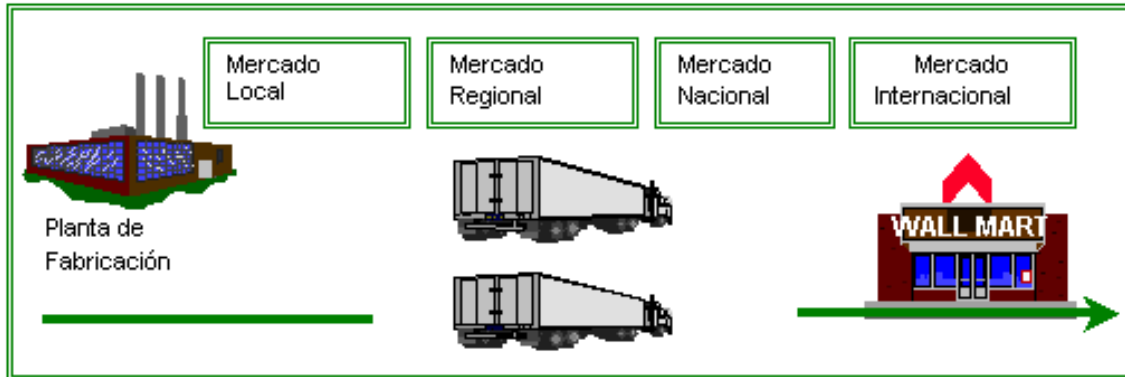 Mercado
Local
Mercado
Regional
Mercado
Nacional
Mercado
Internacional
Planta de
Fabricación
WALL MART